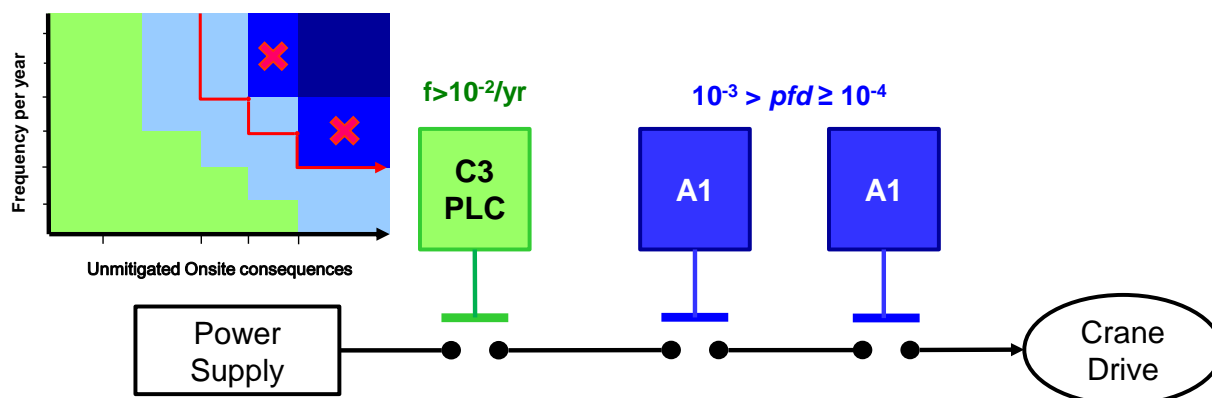 Frequency per year
Unmitigated Onsite consequences
f>10⁻²/yr
10⁻³ > pfd ≥ 10⁻⁴
C3
PLC
A1
A1
Power
Supply
Crane
Drive